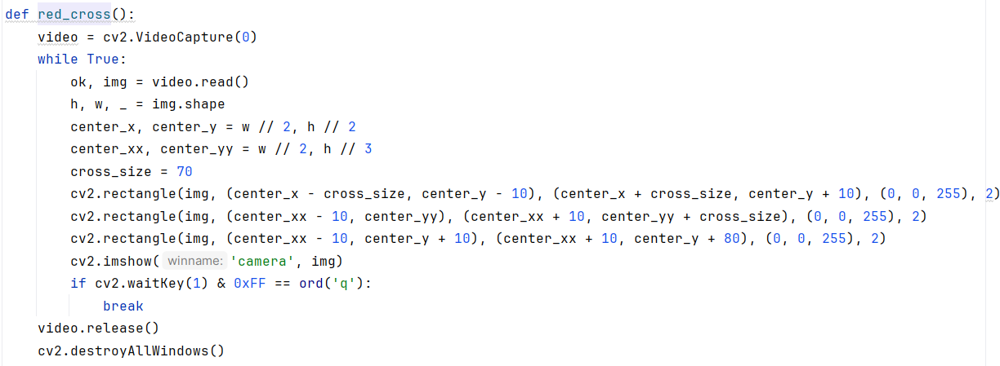 def red_cross():
    video = cv2.VideoCapture(0)
    while True:
        ok, img = video.read()
        h, w, _ = img.shape
        center_x, center_y = w // 2, h // 2
        center_xx, center_yy = w // 2, h // 3
        cross_size = 70
        cv2.rectangle(img, (center_x - cross_size, center_y - 10), (center_x + cross_size, center_y + 10), (0, 0, 255), 2)
        cv2.rectangle(img, (center_xx - 10, center_yy), (center_xx + 10, center_yy + cross_size), (0, 0, 255), 2)
        cv2.rectangle(img, (center_xx - 10, center_y + 10), (center_xx + 10, center_y + 80), (0, 0, 255), 2)
        cv2.imshow( winname: 'camera', img)
        if cv2.waitKey(1) & 0xFF == ord('q'):
            break
    video.release()
    cv2.destroyAllWindows()